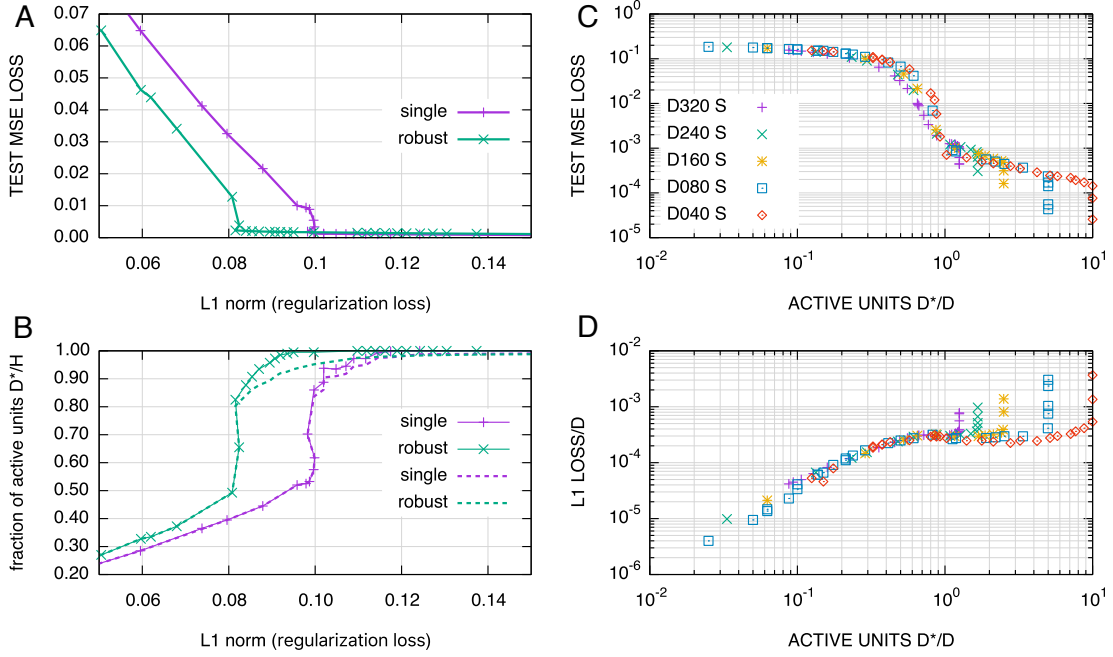 A
TEST MSE LOSS
0.07
0.06
0.05
0.04
0.03
0.02
0.01
0.00
single
robust
0.06
0.08
0.1
0.12
0.14
L1 norm (regularization loss)
B
fraction of active units D*/H
1.00
0.90
0.80
0.70
0.60
0.50
0.40
0.30
0.20
single
robust
single
robust
0.06
0.08
0.10
0.12
0.14
L1 norm (regularization loss)
C
TEST MSE LOSS
10^0
10^-1
10^-2
10^-3
10^-4
10^-5
D320 S
D240 S
D160 S
D080 S
D040 S
10^-2
10^-1
10^0
10^1
ACTIVE UNITS D*/D
D
L1 LOSS/D
10^-2
10^-3
10^-4
10^-5
10^-6
10^-2
10^-1
10^0
10^1
ACTIVE UNITS D*/D